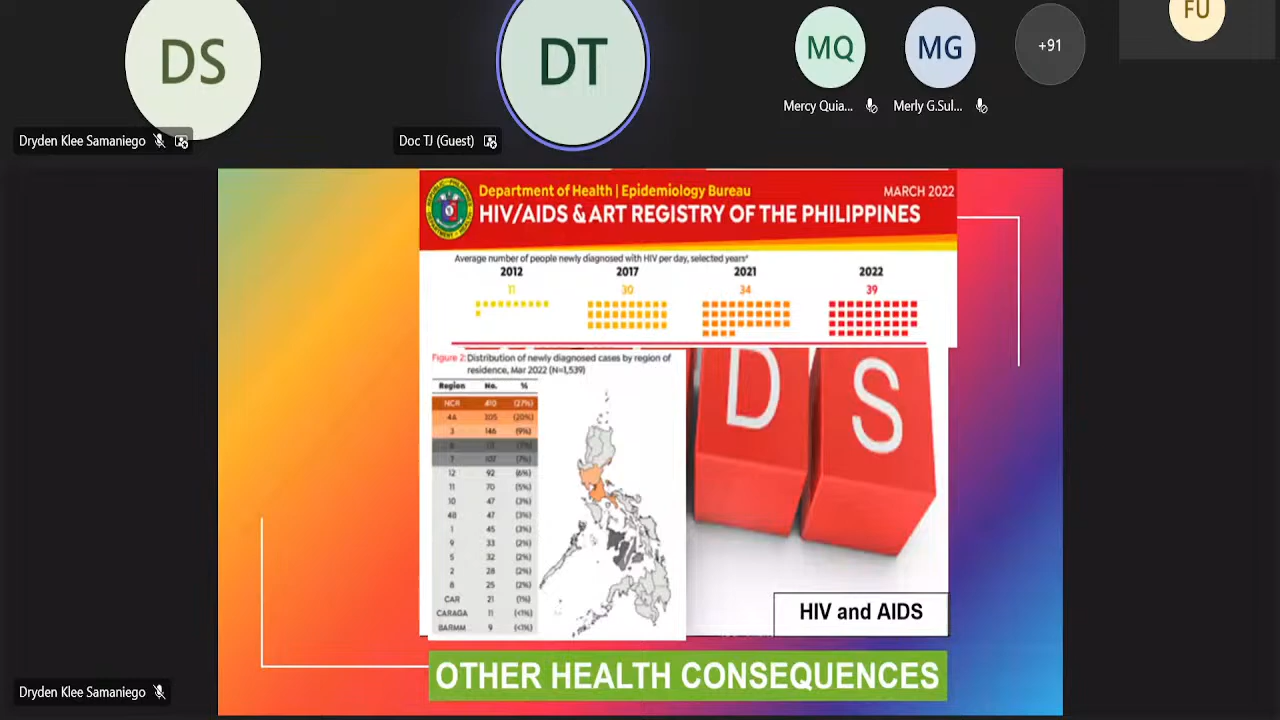 DS
DT
MQ
MG
+91
FU
Mercy Quia...
Merly G.Sul...
Dryden Klee Samaniego
Doc TJ (Guest)
Department of Health | Epidemiology Bureau
MARCH 2022
HIV/AIDS & ART REGISTRY OF THE PHILIPPINES
Average number of people newly diagnosed with HIV per day, selected years*
2012 2017 2021 2022
11 30 34 39
Figure 2: Distribution of newly diagnosed cases by region of
residence, Mar 2022 (N=1,539)
Region No. %
NCR 410 (27%)
4A 305 (20%)
3 146 (9%)
7 107 (7%)
12 92 (6%)
11 70 (5%)
10 47 (3%)
4B 47 (3%)
1 45 (3%)
9 33 (2%)
5 32 (2%)
2 28 (2%)
8 25 (2%)
CAR 21 (1%)
CARAGA 11 (<1%)
BARMM 9 (<1%)
D S
HIV and AIDS
OTHER HEALTH CONSEQUENCES
Dryden Klee Samaniego